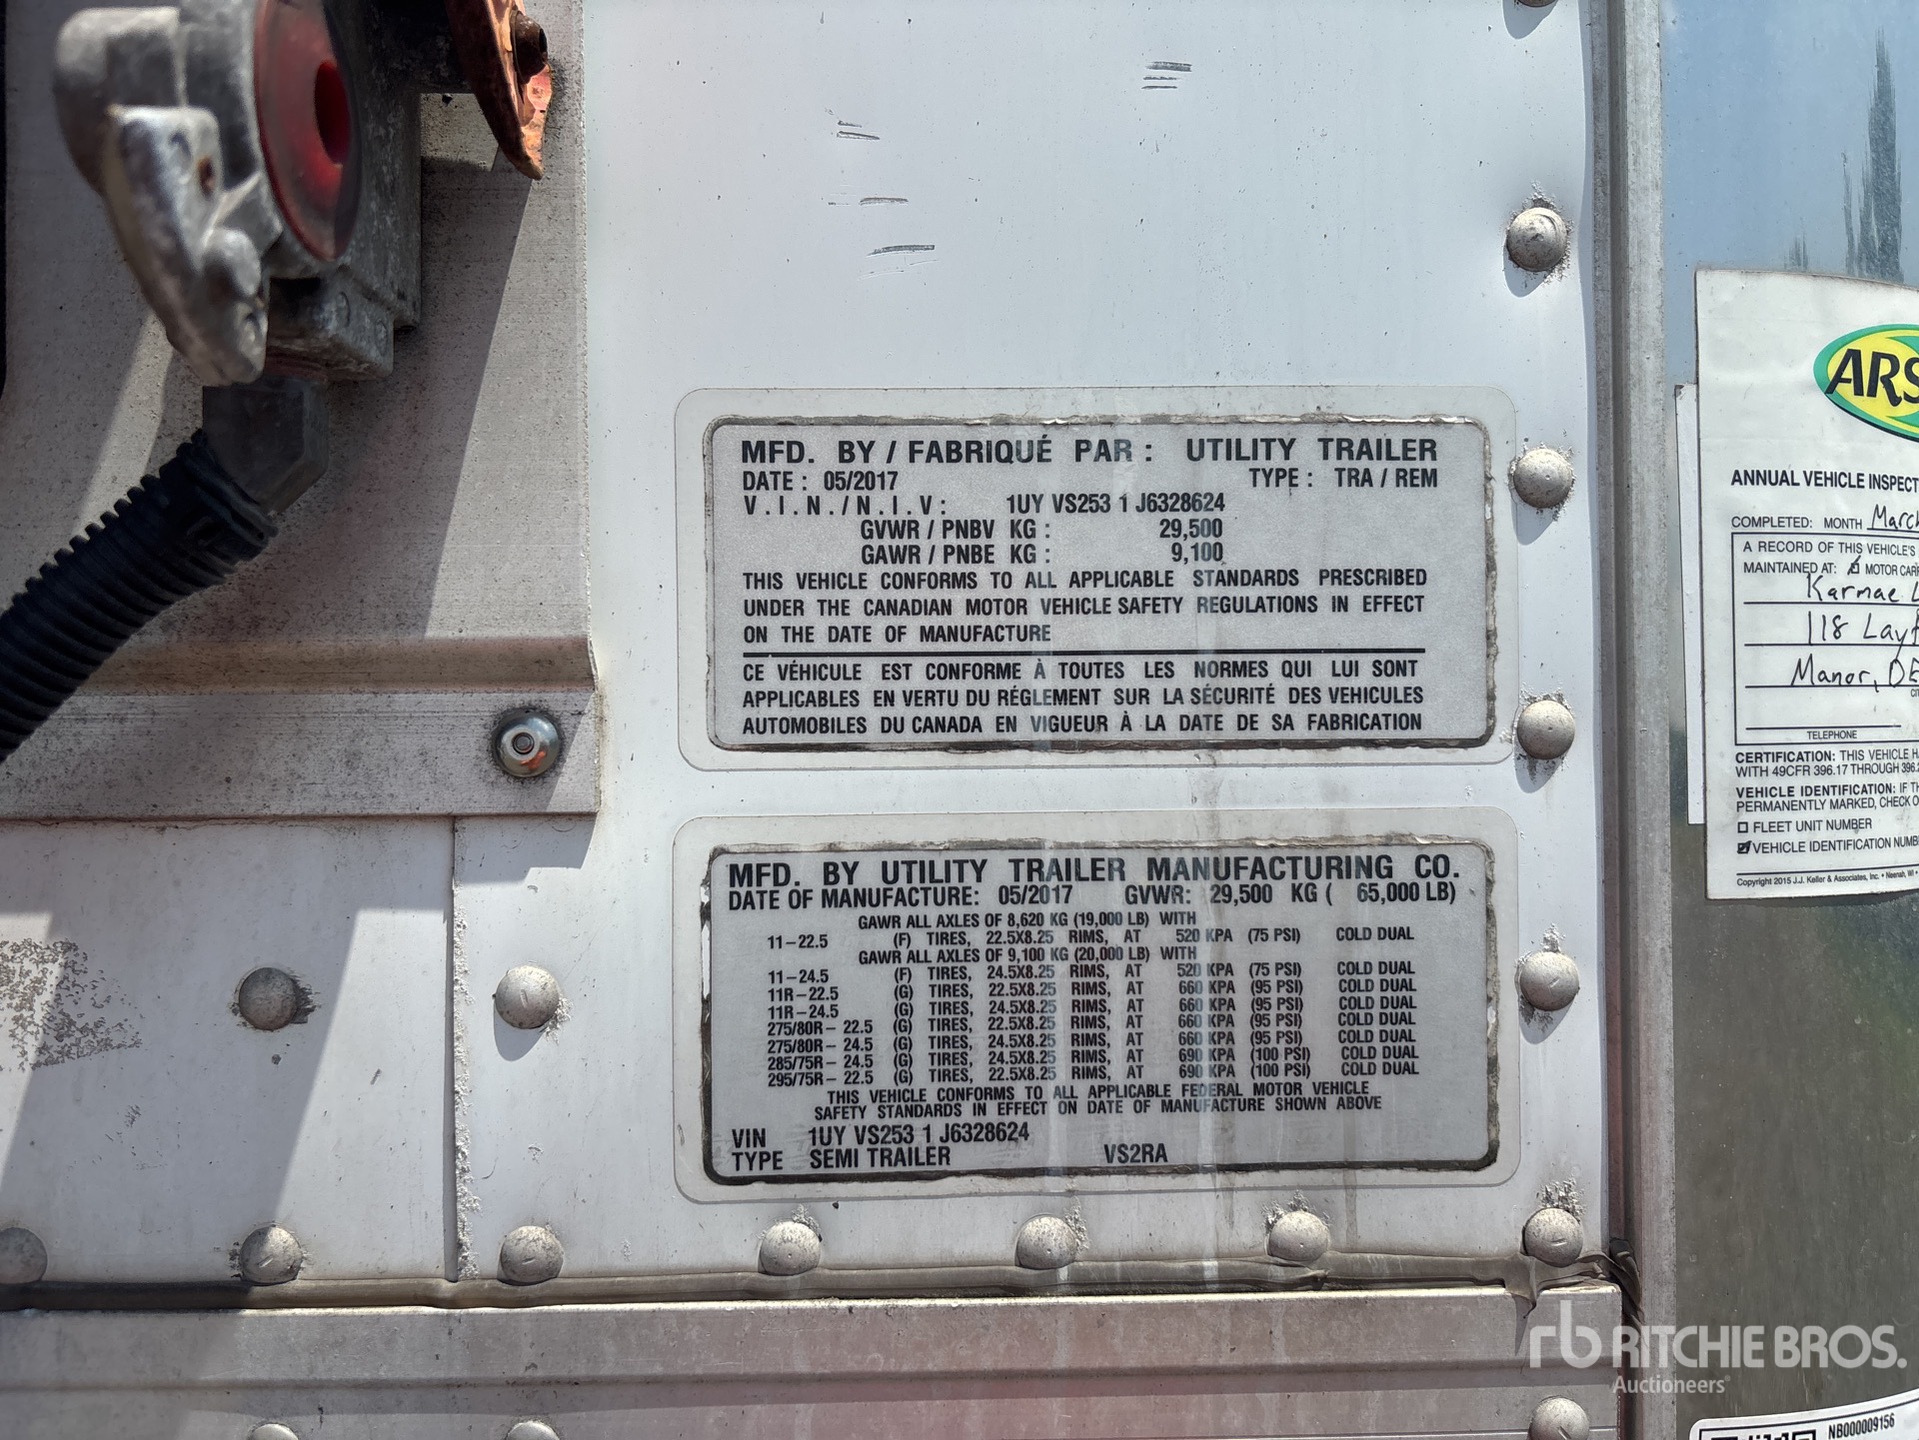 MFD. BY / FABRIQUÉ PAR : UTILITY TRAILER
DATE : 05/2017 TYPE : TRA / REM
V.I.N./N.I.V: 1UY VS253 1 J6328624
GVWR / PNBV KG : 29,500
GAWR / PNBE KG : 9,100
THIS VEHICLE CONFORMS TO ALL APPLICABLE STANDARDS PRESCRIBED
UNDER THE CANADIAN MOTOR VEHICLE SAFETY REGULATIONS IN EFFECT
ON THE DATE OF MANUFACTURE
CE VÉHICULE EST CONFORME À TOUTES LES NORMES QUI LUI SONT
APPLICABLES EN VERTU DU RÉGLEMENT SUR LA SÉCURITÉ DES VEHICULES
AUTOMOBILES DU CANADA EN VIGUEUR À LA DATE DE SA FABRICATION
MFD. BY UTILITY TRAILER MANUFACTURING CO.
DATE OF MANUFACTURE: 05/2017 GVWR: 29,500 KG ( 65,000 LB)
GAWR ALL AXLES OF 8,620 KG (19,000 LB) WITH
11–22.5 (F) TIRES, 22.5X8.25 RIMS, AT 520 KPA (75 PSI) COLD DUAL
GAWR ALL AXLES OF 9,100 KG (20,000 LB) WITH
11–24.5 (F) TIRES, 24.5X8.25 RIMS, AT 520 KPA (75 PSI) COLD DUAL
11R–22.5 (G) TIRES, 22.5X8.25 RIMS, AT 660 KPA (95 PSI) COLD DUAL
11R–24.5 (G) TIRES, 24.5X8.25 RIMS, AT 660 KPA (95 PSI) COLD DUAL
275/80R– 22.5 (G) TIRES, 22.5X8.25 RIMS, AT 660 KPA (95 PSI) COLD DUAL
275/80R– 24.5 (G) TIRES, 24.5X8.25 RIMS, AT 660 KPA (95 PSI) COLD DUAL
285/75R– 24.5 (G) TIRES, 24.5X8.25 RIMS, AT 690 KPA (100 PSI) COLD DUAL
295/75R– 22.5 (G) TIRES, 22.5X8.25 RIMS, AT 690 KPA (100 PSI) COLD DUAL
THIS VEHICLE CONFORMS TO ALL APPLICABLE FEDERAL MOTOR VEHICLE
SAFETY STANDARDS IN EFFECT ON DATE OF MANUFACTURE SHOWN ABOVE
VIN 1UY VS253 1 J6328624
TYPE SEMI TRAILER VS2RA
ARS
ANNUAL VEHICLE INSPECT
COMPLETED: MONTH March
A RECORD OF THIS VEHICLE'S
MAINTAINED AT: MOTOR CAR
Karmae L
118 Lay
Manor, DE
TELEPHONE
CERTIFICATION: THIS VEHICLE H
WITH 49CFR 396.17 THROUGH 396.
VEHICLE IDENTIFICATION: IF TH
PERMANENTLY MARKED, CHECK O
FLEET UNIT NUMBER
VEHICLE IDENTIFICATION NUMB
Copyright 2015 J.J. Keller & Associates, Inc. • Neenah, WI •
rb RITCHIE BROS.
Auctioneers
NB000009156